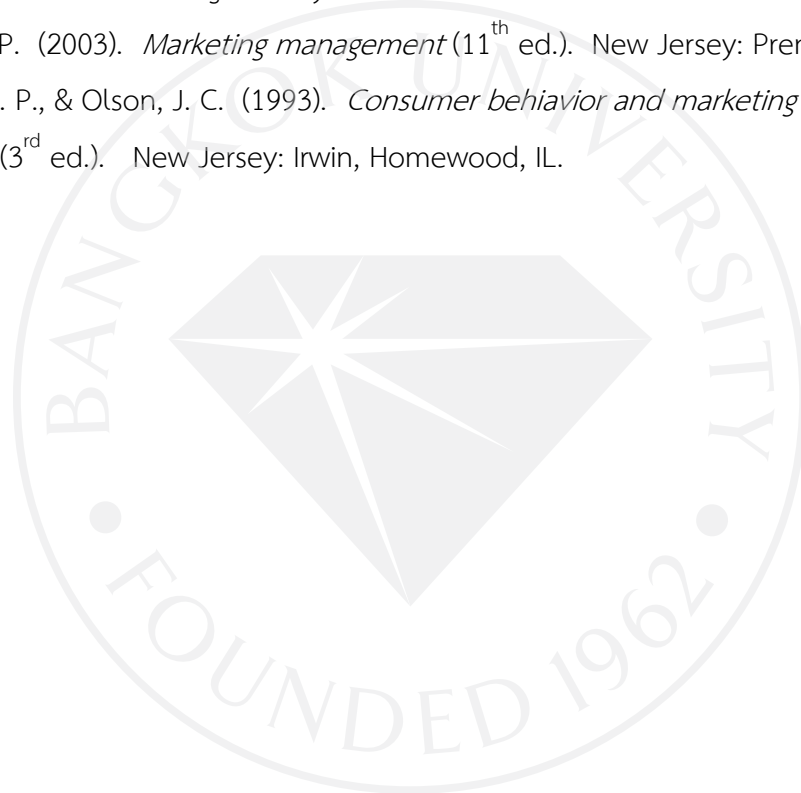 P. (2003). Marketing management (11th ed.). New Jersey: Pren
. P., & Olson, J. C. (1993). Consumer behiavior and marketing
(3rd ed.). New Jersey: Irwin, Homewood, IL.
BANGKOK UNIVERSITY
• FOUNDED 1962 •